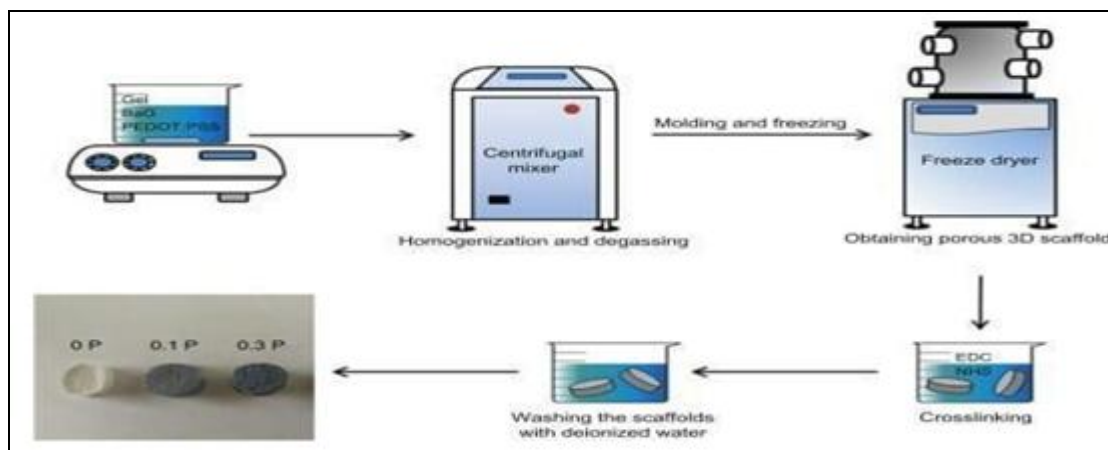 Gel
BaG
PEDOT:PSS
Centrifugal
mixer
Homogenization and degassing
Molding and freezing
Freeze dryer
Obtaining porous 3D scaffold
EDC
NHS
Crosslinking
Washing the scaffolds
with deionized water
0 P 0.1 P 0.3 P